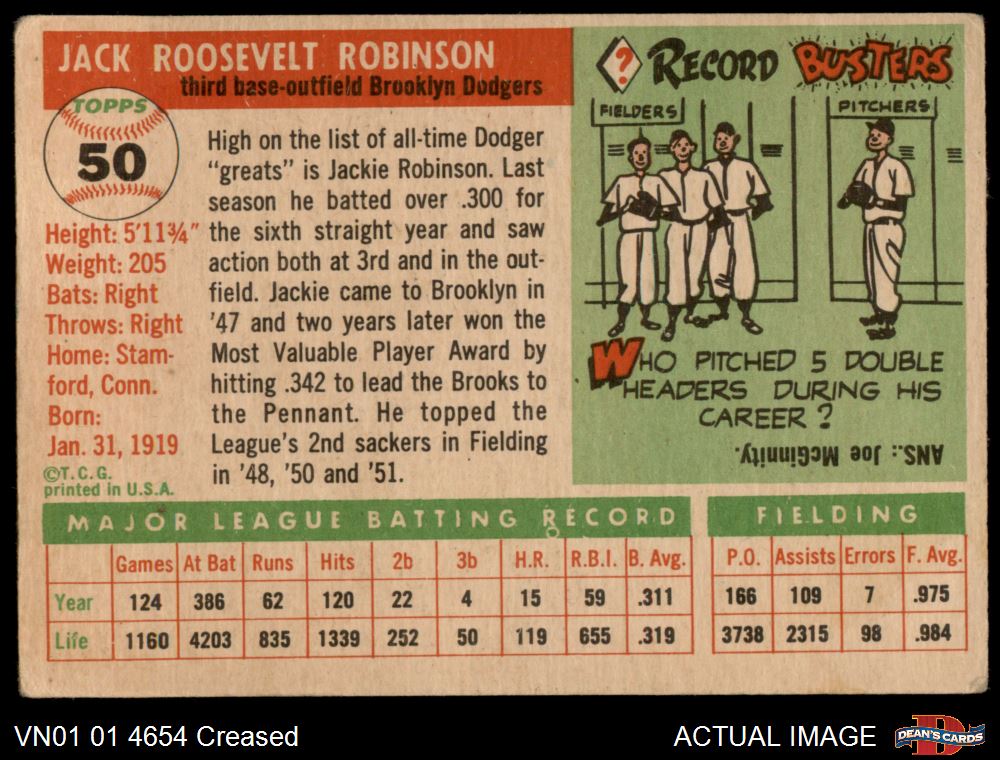 JACK ROOSEVELT ROBINSON
third base-outfield Brooklyn Dodgers
TOPPS
50
Height: 5'11¾"
Weight: 205
Bats: Right
Throws: Right
Home: Stam-
ford, Conn.
Born:
Jan. 31, 1919
©T.C.G.
printed in U.S.A.
High on the list of all-time Dodger
"greats" is Jackie Robinson. Last
season he batted over .300 for
the sixth straight year and saw
action both at 3rd and in the out-
field. Jackie came to Brooklyn in
'47 and two years later won the
Most Valuable Player Award by
hitting .342 to lead the Brooks to
the Pennant. He topped the
League's 2nd sackers in Fielding
in '48, '50 and '51.
? RECORD BUSTERS
FIELDERS
PITCHERS
WHO PITCHED 5 DOUBLE
HEADERS DURING HIS
CAREER?
ANS.: Joe McGinnity.
MAJOR LEAGUE BATTING RECORD FIELDING
Games At Bat Runs Hits 2b 3b H.R. R.B.I. B. Avg. P.O. Assists Errors F. Avg.
Year 124 386 62 120 22 4 15 59 .311 166 109 7 .975
Life 1160 4203 835 1339 252 50 119 655 .319 3738 2315 98 .984
VN01 01 4654 Creased
ACTUAL IMAGE
DEAN'S CARDS